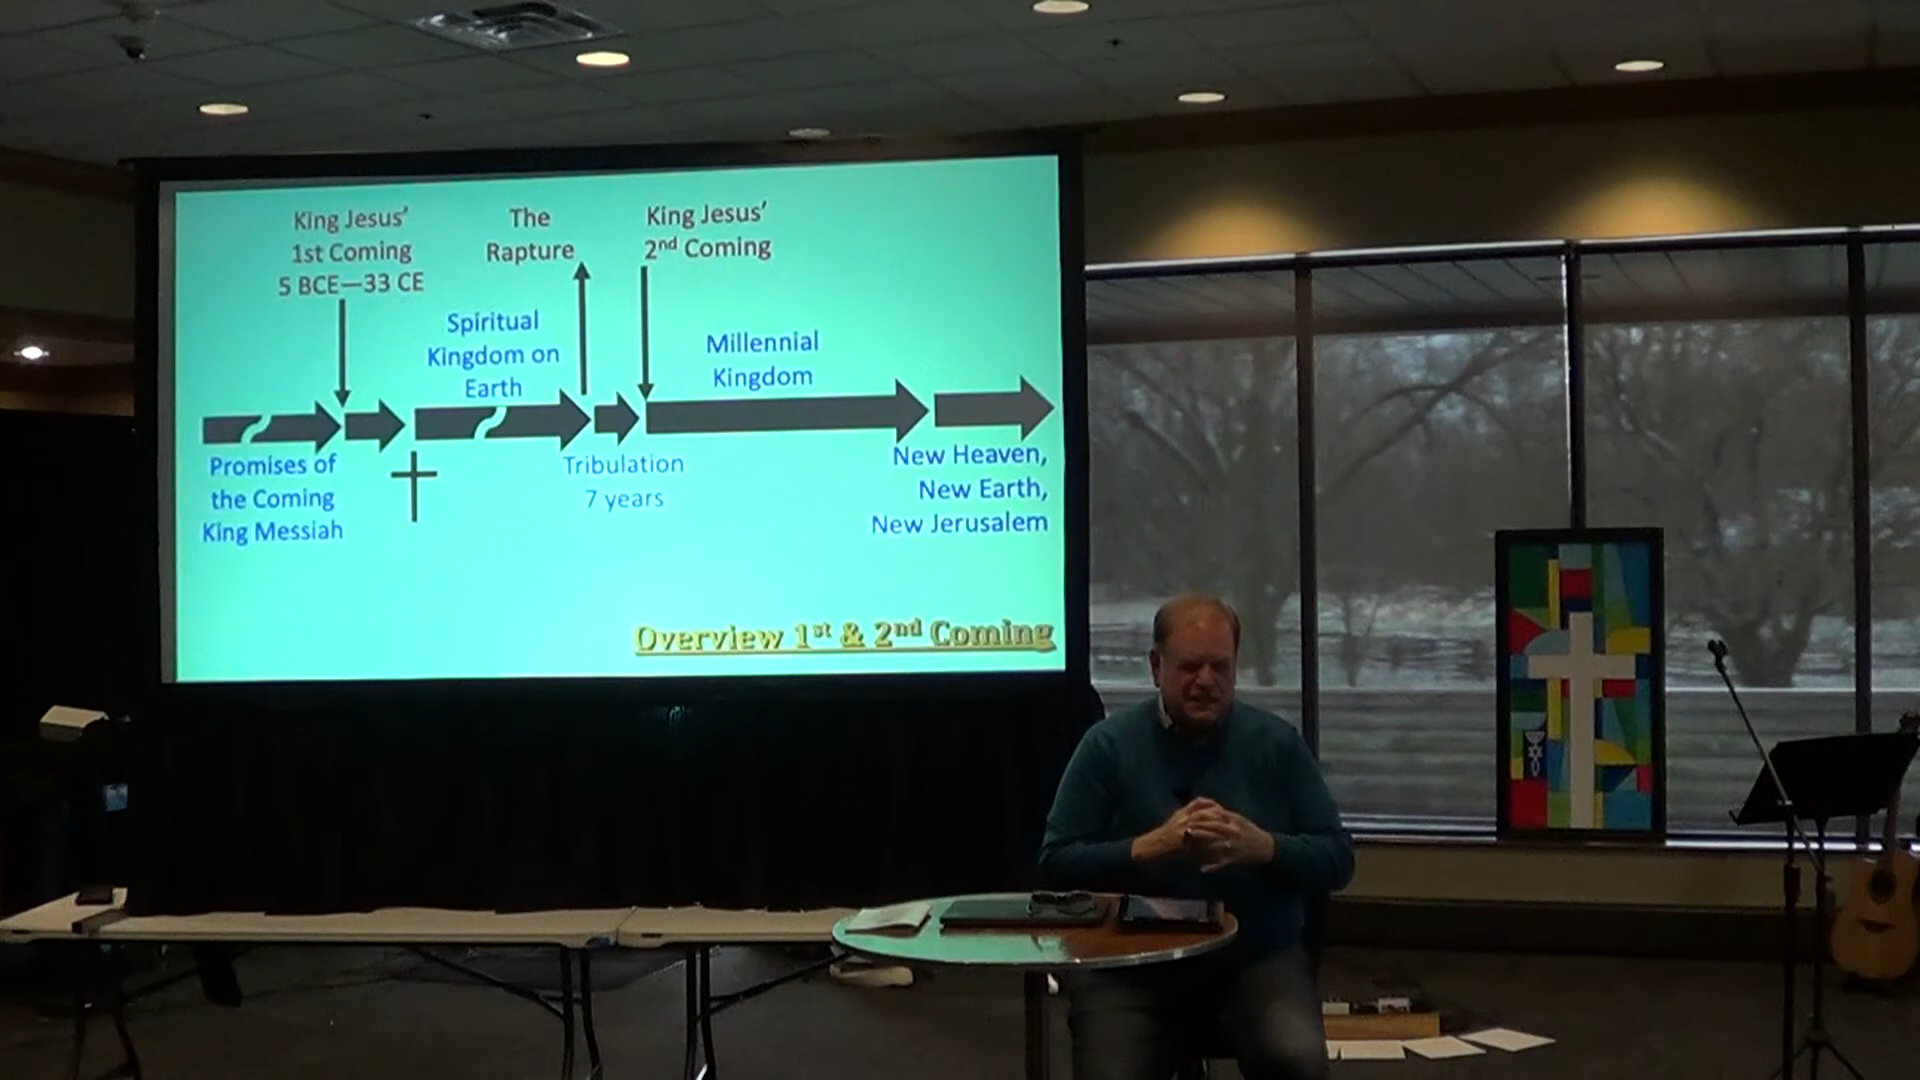 King Jesus'
1st Coming
5 BCE—33 CE
The
Rapture
King Jesus'
2nd Coming
Spiritual
Kingdom on
Earth
Millennial
Kingdom
Promises of
the Coming
King Messiah
Tribulation
7 years
New Heaven,
New Earth,
New Jerusalem
Overview 1st & 2nd Coming